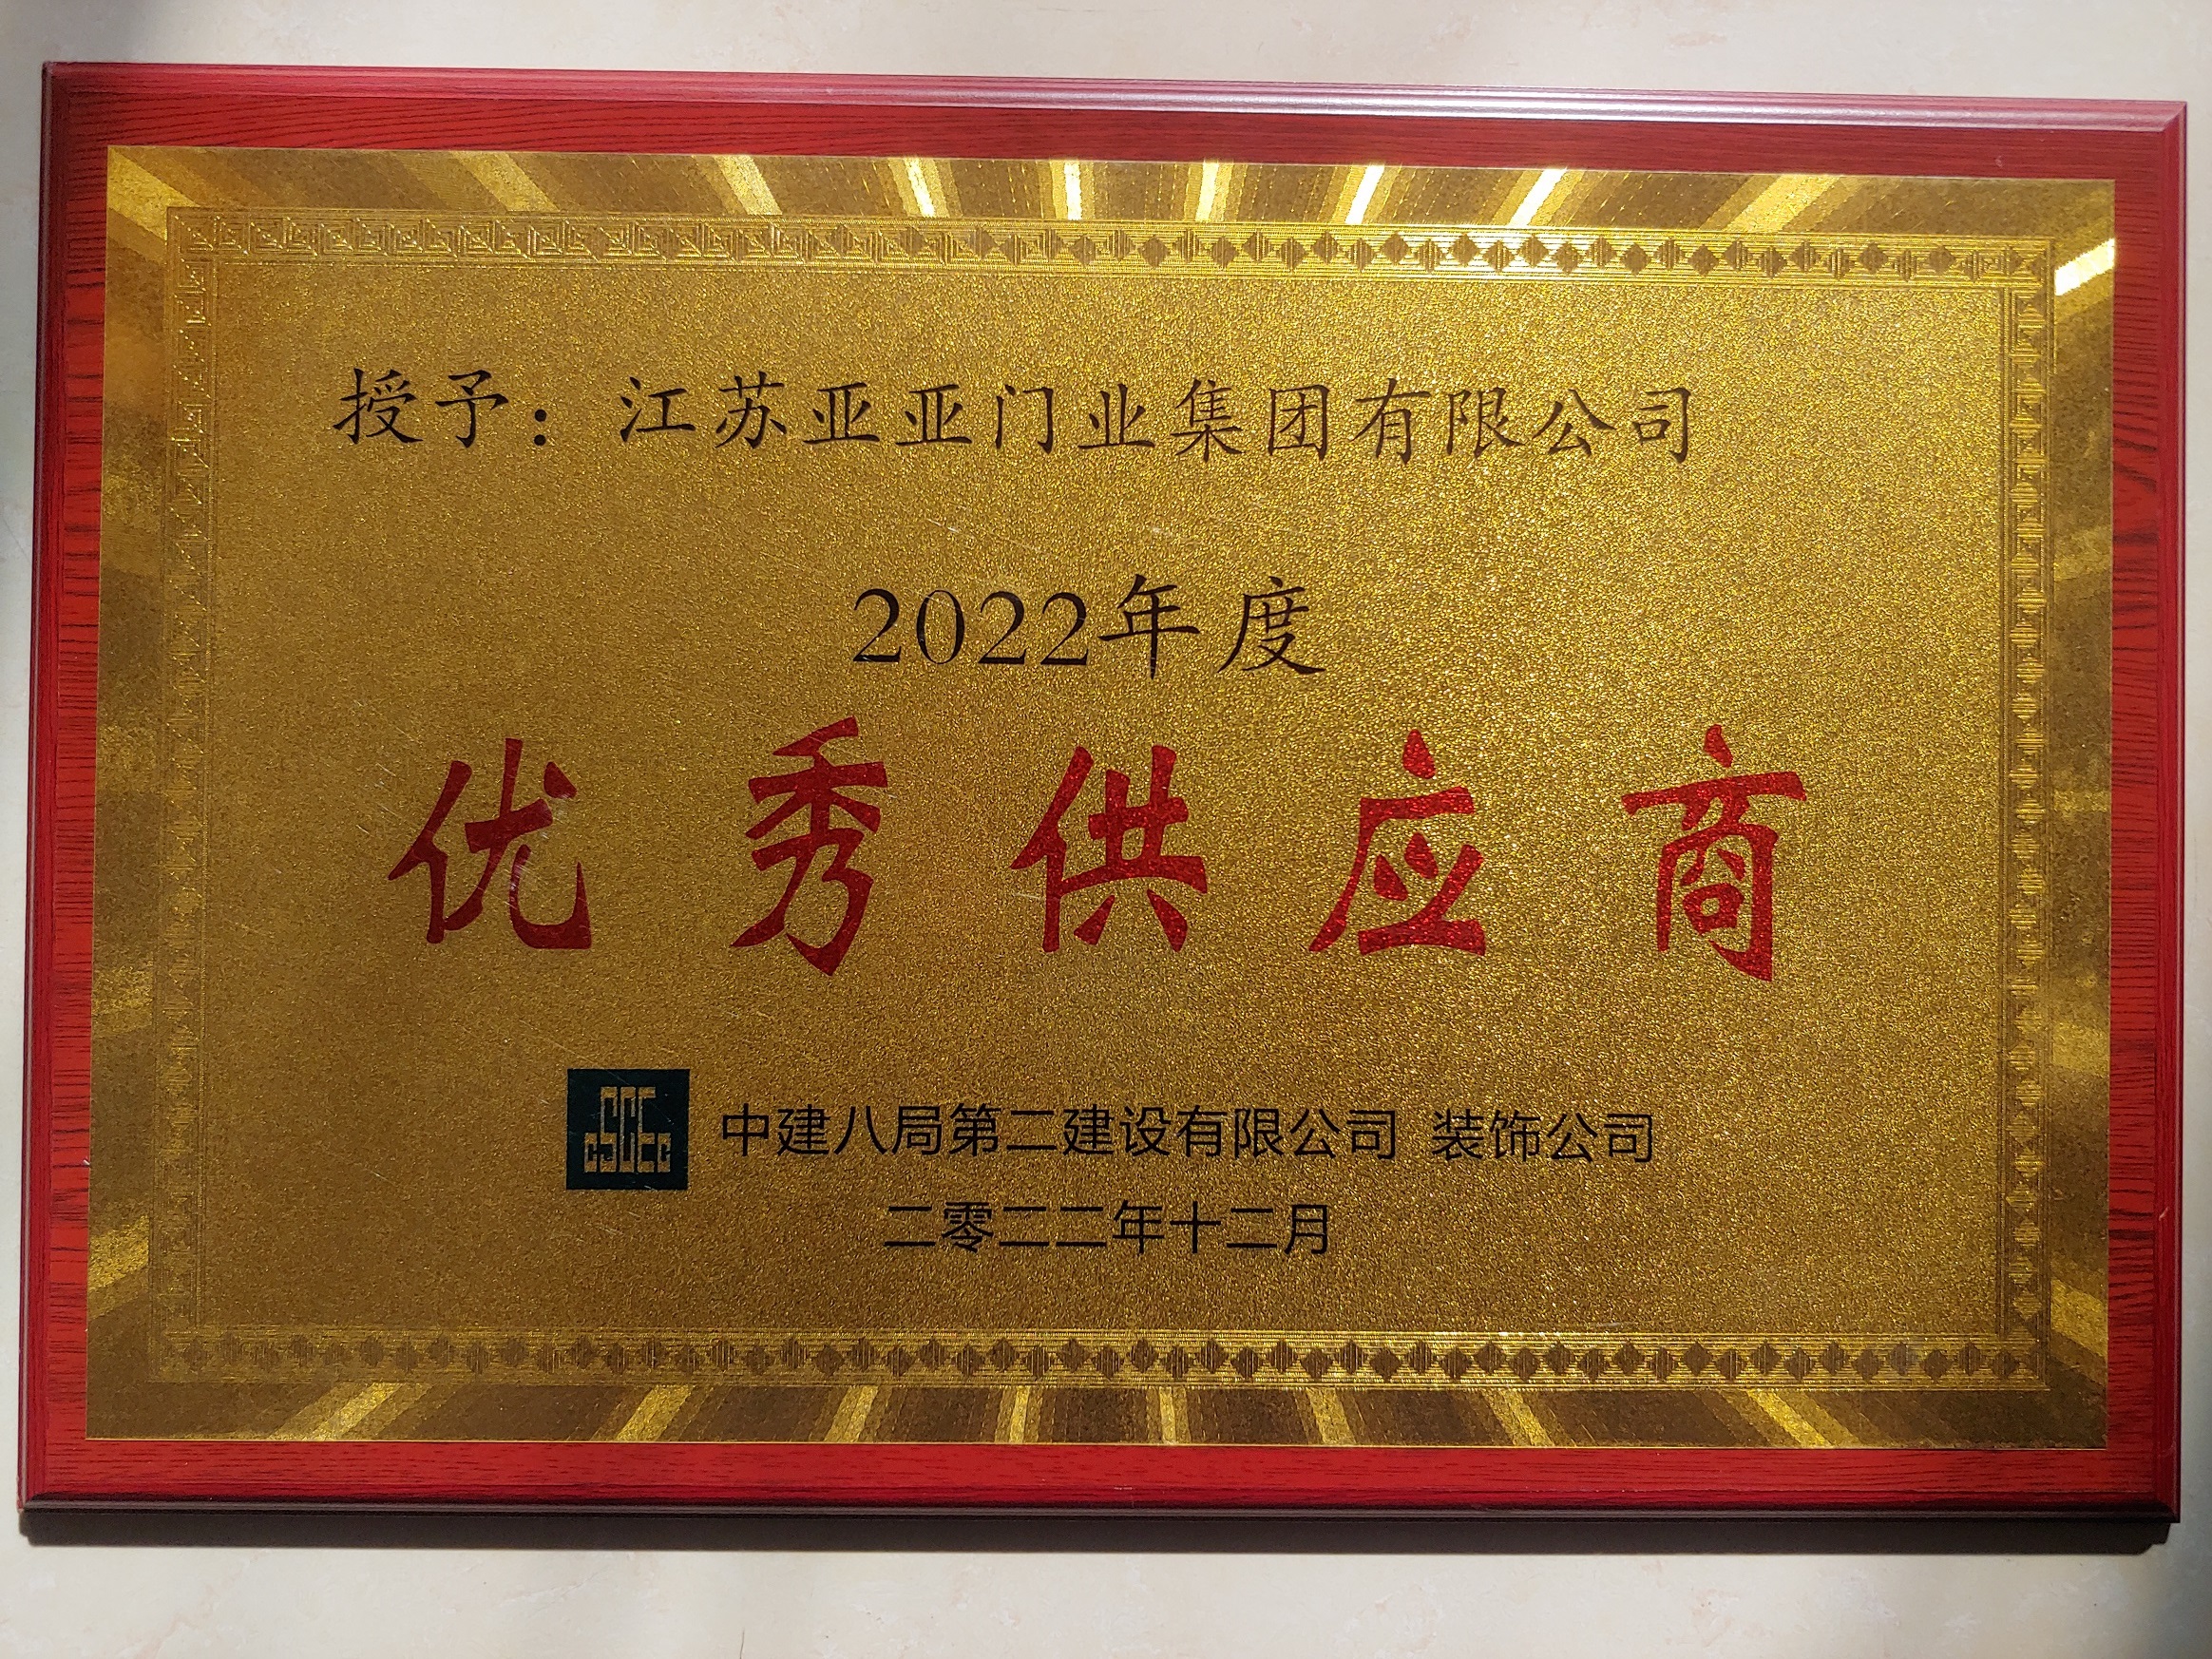 授予：江苏亚亚门业集团有限公司
2022年度
优秀供应商
CSCEC 中建八局第二建设有限公司 装饰公司
二零二二年十二月